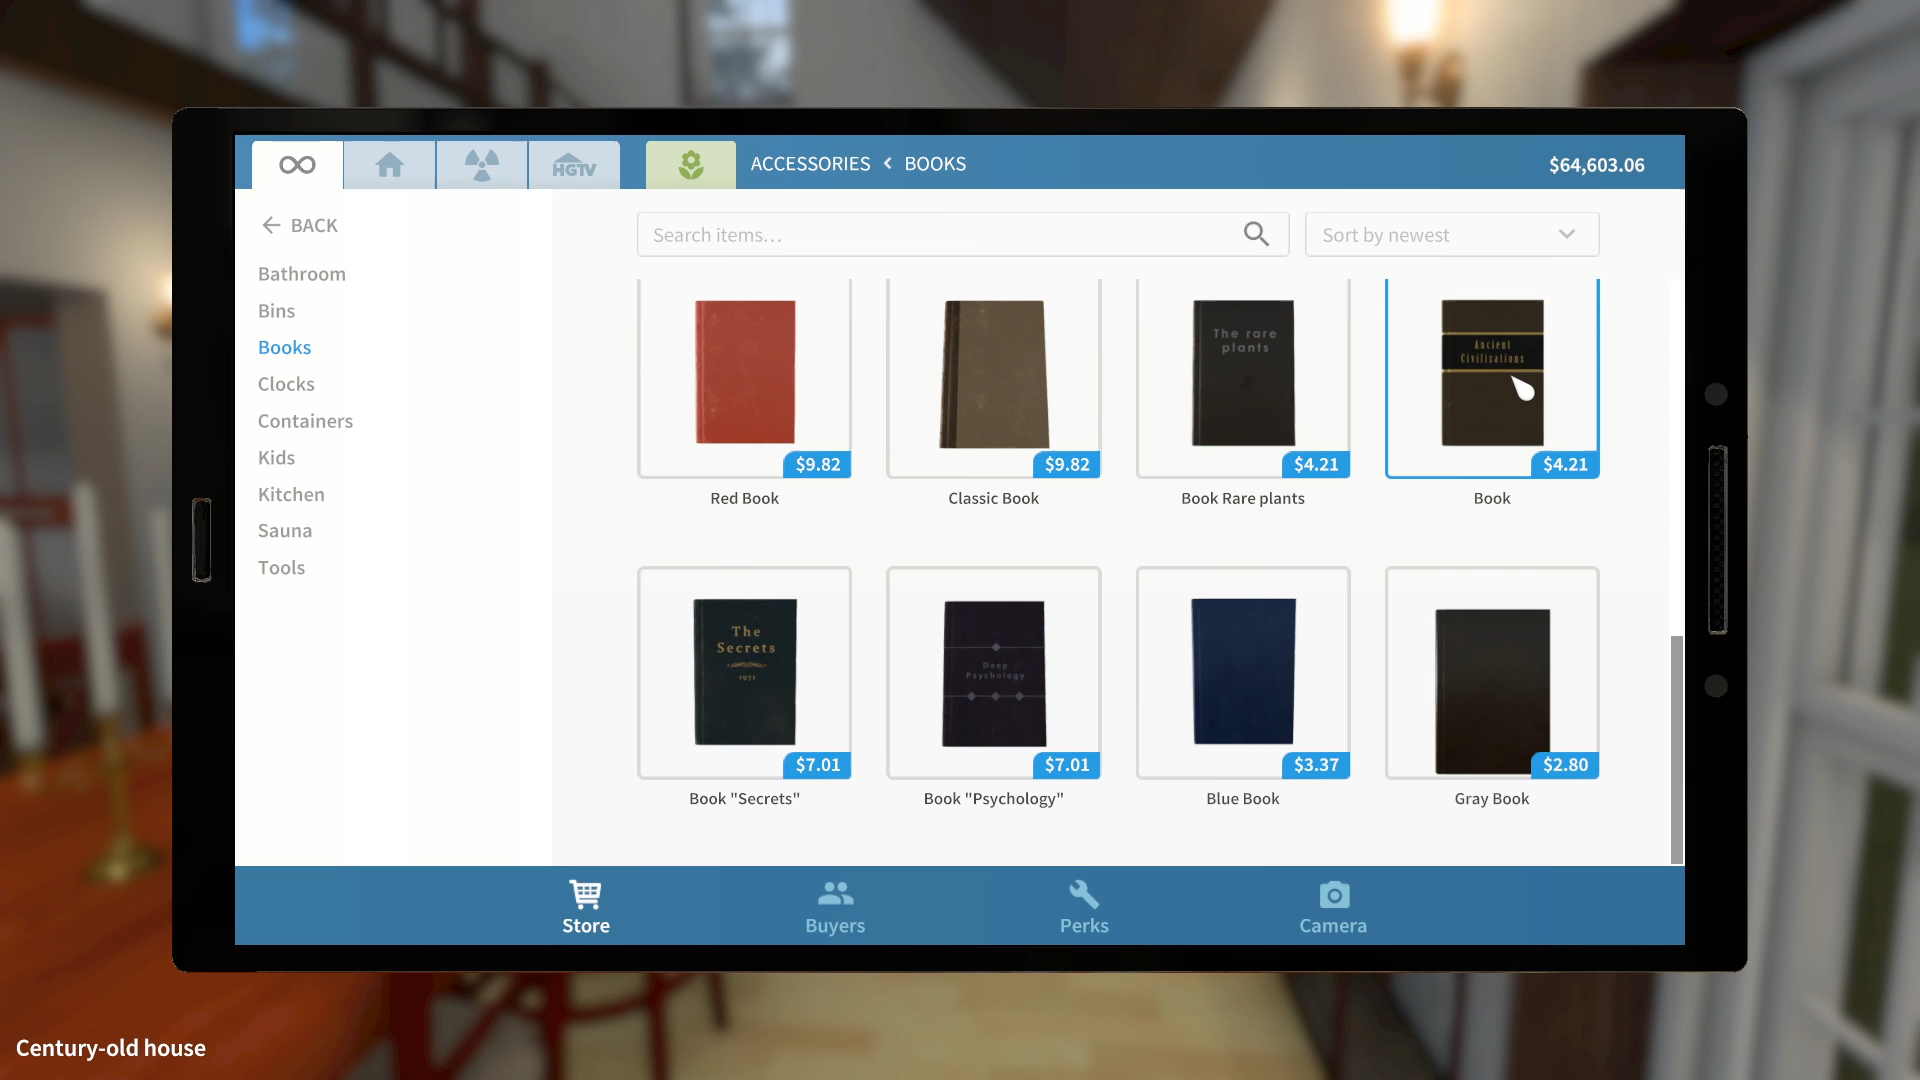 HGTV
ACCESSORIES < BOOKS
$64,603.06
BACK
Search items...
Sort by newest
Bathroom
Bins
Books
Clocks
Containers
Kids
Kitchen
Sauna
Tools
The rare
plants
Ancient
Civilizations
$9.82
$9.82
$4.21
$4.21
Red Book
Classic Book
Book Rare plants
Book
The
Secrets
1971
Deep
Psychology
$7.01
$7.01
$3.37
$2.80
Book "Secrets"
Book "Psychology"
Blue Book
Gray Book
Store
Buyers
Perks
Camera
Century-old house